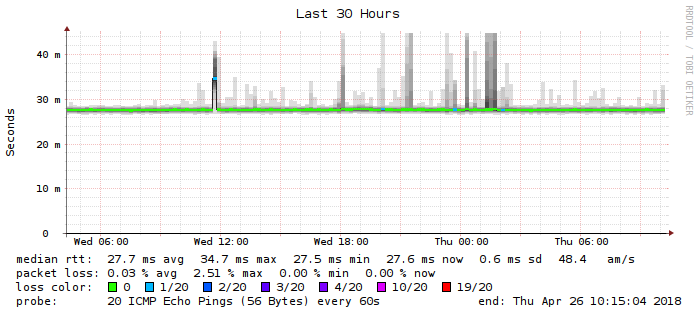 Last 30 Hours
RRDTOOL / TOBI OETIKER
Seconds
40 m
30 m
20 m
10 m
0
Wed 06:00 Wed 12:00 Wed 18:00 Thu 00:00 Thu 06:00
median rtt: 27.7 ms avg 34.7 ms max 27.5 ms min 27.6 ms now 0.6 ms sd 48.4 am/s
packet loss: 0.03 % avg 2.51 % max 0.00 % min 0.00 % now
loss color: 0 1/20 2/20 3/20 4/20 10/20 19/20
probe: 20 ICMP Echo Pings (56 Bytes) every 60s end: Thu Apr 26 10:15:04 2018